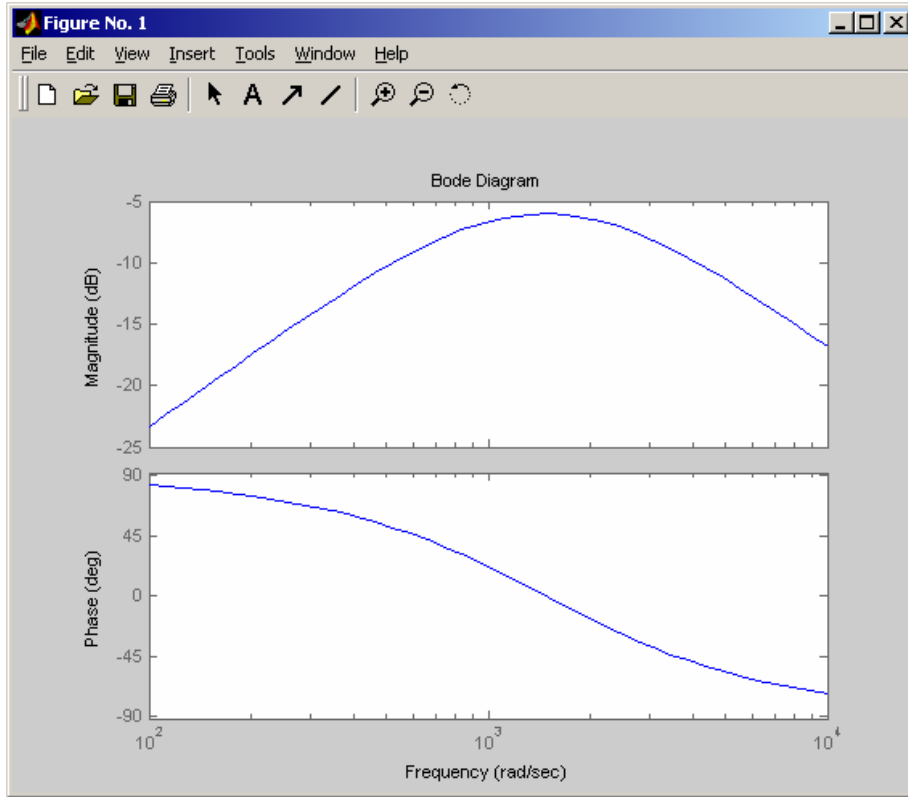 Figure No. 1
File Edit View Insert Tools Window Help
A
Bode Diagram
Magnitude (dB)
-5
-10
-15
-20
-25
Phase (deg)
90
45
0
-45
-90
10^2 10^3 10^4
Frequency (rad/sec)